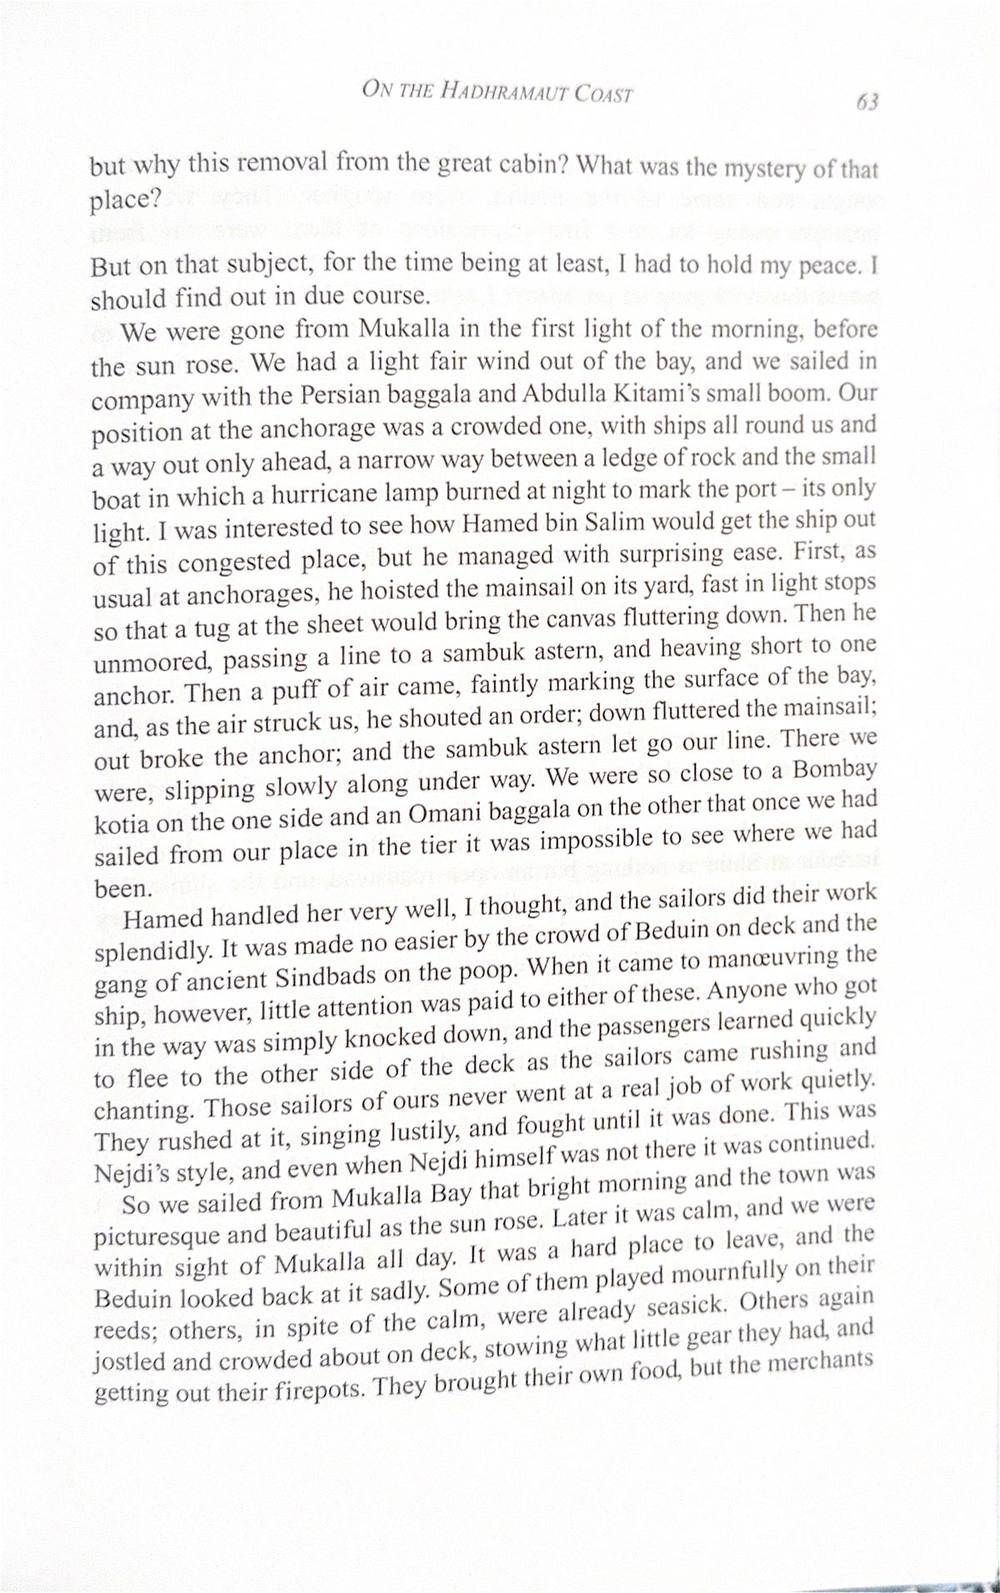 ON THE HADHRAMAUT COAST
63
but why this removal from the great cabin? What was the mystery of that
place?
But on that subject, for the time being at least, I had to hold my peace. I
should find out in due course.
We were gone from Mukalla in the first light of the morning, before
the sun rose. We had a light fair wind out of the bay, and we sailed in
company with the Persian baggala and Abdulla Kitami's small boom. Our
position at the anchorage was a crowded one, with ships all round us and
a way out only ahead, a narrow way between a ledge of rock and the small
boat in which a hurricane lamp burned at night to mark the port – its only
light. I was interested to see how Hamed bin Salim would get the ship out
of this congested place, but he managed with surprising ease. First, as
usual at anchorages, he hoisted the mainsail on its yard, fast in light stops
so that a tug at the sheet would bring the canvas fluttering down. Then he
unmoored, passing a line to a sambuk astern, and heaving short to one
anchor. Then a puff of air came, faintly marking the surface of the bay,
and, as the air struck us, he shouted an order; down fluttered the mainsail;
out broke the anchor; and the sambuk astern let go our line. There we
were, slipping slowly along under way. We were so close to a Bombay
kotia on the one side and an Omani baggala on the other that once we had
sailed from our place in the tier it was impossible to see where we had
been.
Hamed handled her very well, I thought, and the sailors did their work
splendidly. It was made no easier by the crowd of Beduin on deck and the
gang of ancient Sindbads on the poop. When it came to manœuvring the
ship, however, little attention was paid to either of these. Anyone who got
in the way was simply knocked down, and the passengers learned quickly
to flee to the other side of the deck as the sailors came rushing and
chanting. Those sailors of ours never went at a real job of work quietly.
They rushed at it, singing lustily, and fought until it was done. This was
Nejdi's style, and even when Nejdi himself was not there it was continued.
So we sailed from Mukalla Bay that bright morning and the town was
picturesque and beautiful as the sun rose. Later it was calm, and we were
within sight of Mukalla all day. It was a hard place to leave, and the
Beduin looked back at it sadly. Some of them played mournfully on their
reeds; others, in spite of the calm, were already seasick. Others again
jostled and crowded about on deck, stowing what little gear they had, and
getting out their firepots. They brought their own food, but the merchants